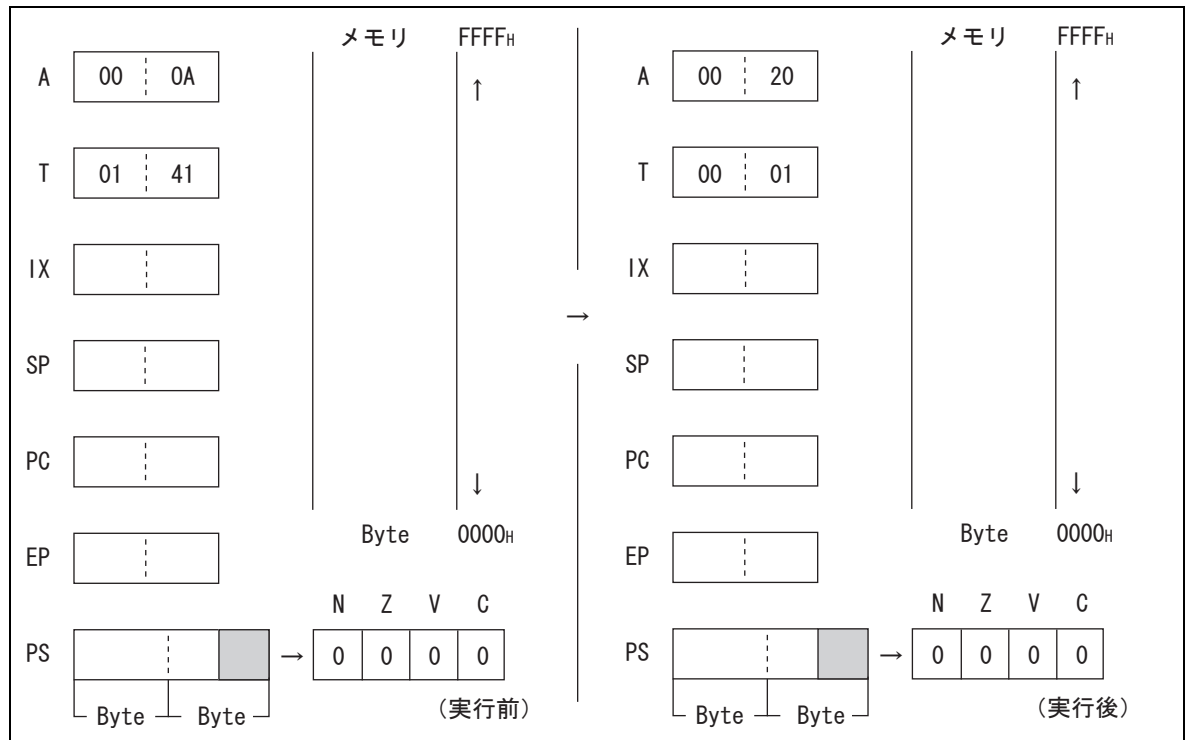 メモリ FFFFH
A 00 0A
↑
T 01 41
IX
SP
PC
↓
Byte 0000H
EP
N Z V C
PS → 0 0 0 0
Byte Byte (実行前)
→
メモリ FFFFH
A 00 20
↑
T 00 01
IX
SP
PC
↓
Byte 0000H
EP
N Z V C
PS → 0 0 0 0
Byte Byte (実行後)